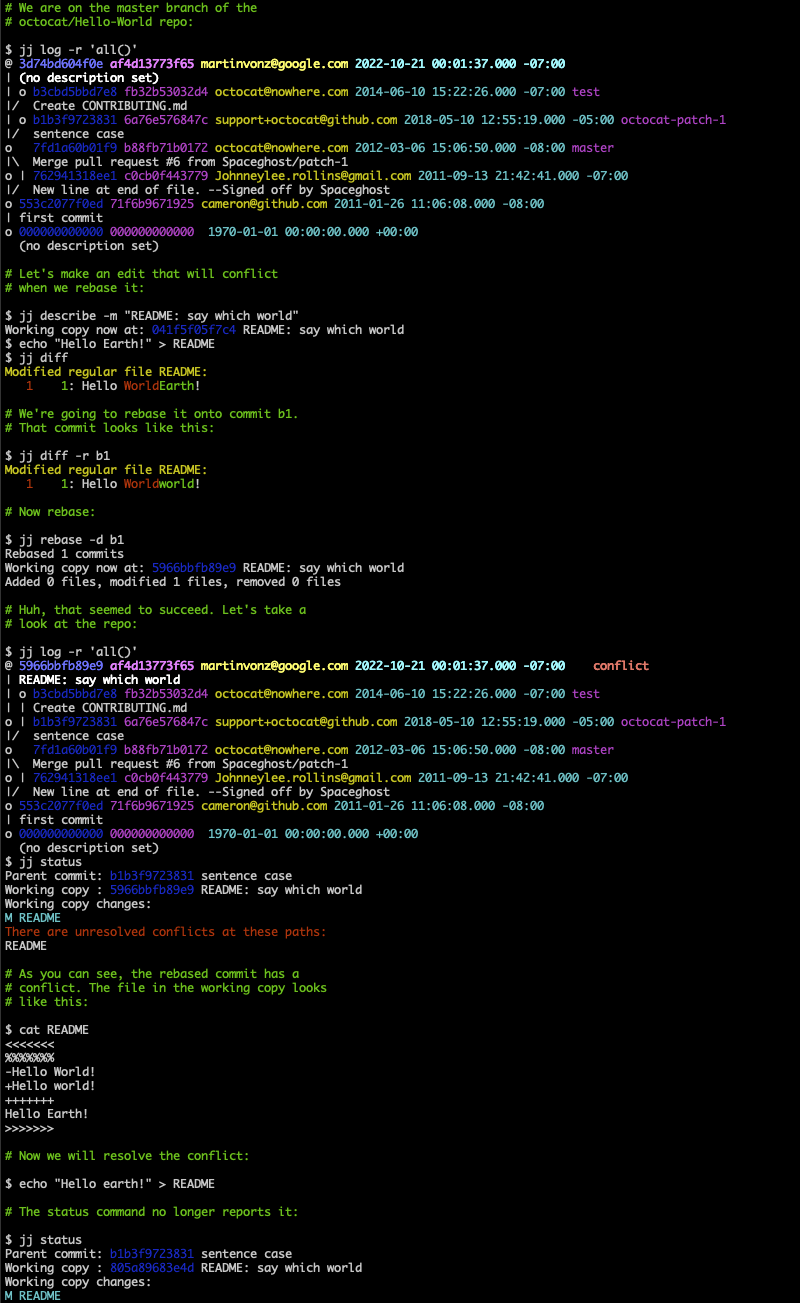 # We are on the master branch of the
# octocat/Hello-World repo:
$ jj log -r 'all()'
@ 3d74bd604f0e af4d13773f65 martinvonz@google.com 2022-10-21 00:01:37.000 -07:00
| (no description set)
| o b3cbd5bbd7e8 fb32b53032d4 octocat@nowhere.com 2014-06-10 15:22:26.000 -07:00 test
|/  Create CONTRIBUTING.md
| o b1b3f9723831 6a76e576847c support+octocat@github.com 2018-05-10 12:55:19.000 -05:00 octocat-patch-1
|/  sentence case
o   7fd1a60b01f9 b88fb71b0172 octocat@nowhere.com 2012-03-06 15:06:50.000 -08:00 master
|\  Merge pull request #6 from Spaceghost/patch-1
o | 762941318ee1 c0cb0f443779 Johnneylee.rollins@gmail.com 2011-09-13 21:42:41.000 -07:00
|/  New line at end of file. --Signed off by Spaceghost
o 553c2077f0ed 71f6b9671925 cameron@github.com 2011-01-26 11:06:08.000 -08:00
| first commit
o 000000000000 000000000000  1970-01-01 00:00:00.000 +00:00
  (no description set)
# Let's make an edit that will conflict
# when we rebase it:
$ jj describe -m "README: say which world"
Working copy now at: 041f5f05f7c4 README: say which world
$ echo "Hello Earth!" > README
$ jj diff
Modified regular file README:
   1    1: Hello WorldEarth!
# We're going to rebase it onto commit b1.
# That commit looks like this:
$ jj diff -r b1
Modified regular file README:
   1    1: Hello Worldworld!
# Now rebase:
$ jj rebase -d b1
Rebased 1 commits
Working copy now at: 5966bbfb89e9 README: say which world
Added 0 files, modified 1 files, removed 0 files
# Huh, that seemed to succeed. Let's take a
# look at the repo:
$ jj log -r 'all()'
@ 5966bbfb89e9 af4d13773f65 martinvonz@google.com 2022-10-21 00:01:37.000 -07:00    conflict
| README: say which world
| o b3cbd5bbd7e8 fb32b53032d4 octocat@nowhere.com 2014-06-10 15:22:26.000 -07:00 test
| | Create CONTRIBUTING.md
o | b1b3f9723831 6a76e576847c support+octocat@github.com 2018-05-10 12:55:19.000 -05:00 octocat-patch-1
|/  sentence case
o   7fd1a60b01f9 b88fb71b0172 octocat@nowhere.com 2012-03-06 15:06:50.000 -08:00 master
|\  Merge pull request #6 from Spaceghost/patch-1
o | 762941318ee1 c0cb0f443779 Johnneylee.rollins@gmail.com 2011-09-13 21:42:41.000 -07:00
|/  New line at end of file. --Signed off by Spaceghost
o 553c2077f0ed 71f6b9671925 cameron@github.com 2011-01-26 11:06:08.000 -08:00
| first commit
o 000000000000 000000000000  1970-01-01 00:00:00.000 +00:00
  (no description set)
$ jj status
Parent commit: b1b3f9723831 sentence case
Working copy : 5966bbfb89e9 README: say which world
Working copy changes:
M README
There are unresolved conflicts at these paths:
README
# As you can see, the rebased commit has a
# conflict. The file in the working copy looks
# like this:
$ cat README
<<<<<<<
%%%%%%%
-Hello World!
+Hello world!
+++++++
Hello Earth!
>>>>>>>
# Now we will resolve the conflict:
$ echo "Hello earth!" > README
# The status command no longer reports it:
$ jj status
Parent commit: b1b3f9723831 sentence case
Working copy : 805a89683e4d README: say which world
Working copy changes:
M README